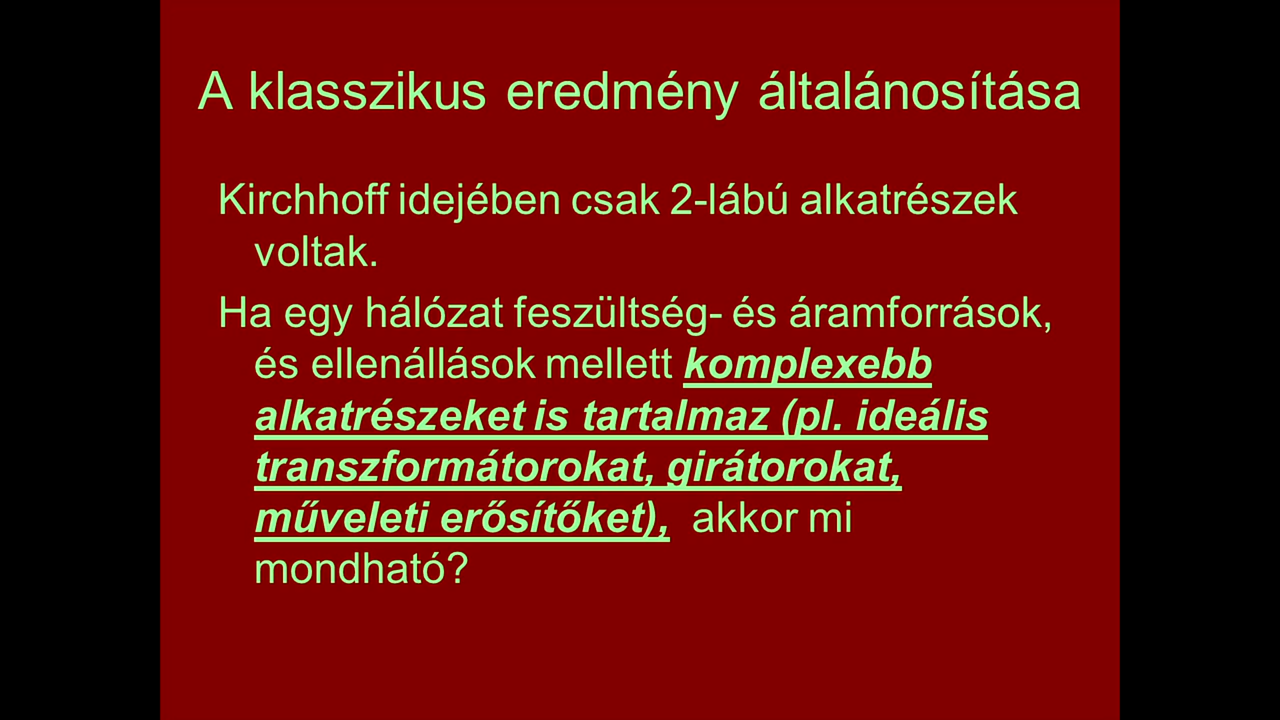 A klasszikus eredmény általánosítása
Kirchhoff idejében csak 2-lábú alkatrészek
voltak.
Ha egy hálózat feszültség- és áramforrások,
és ellenállások mellett komplexebb
alkatrészeket is tartalmaz (pl. ideális
transzformátorokat, girátorokat,
műveleti erősítőket), akkor mi
mondható?